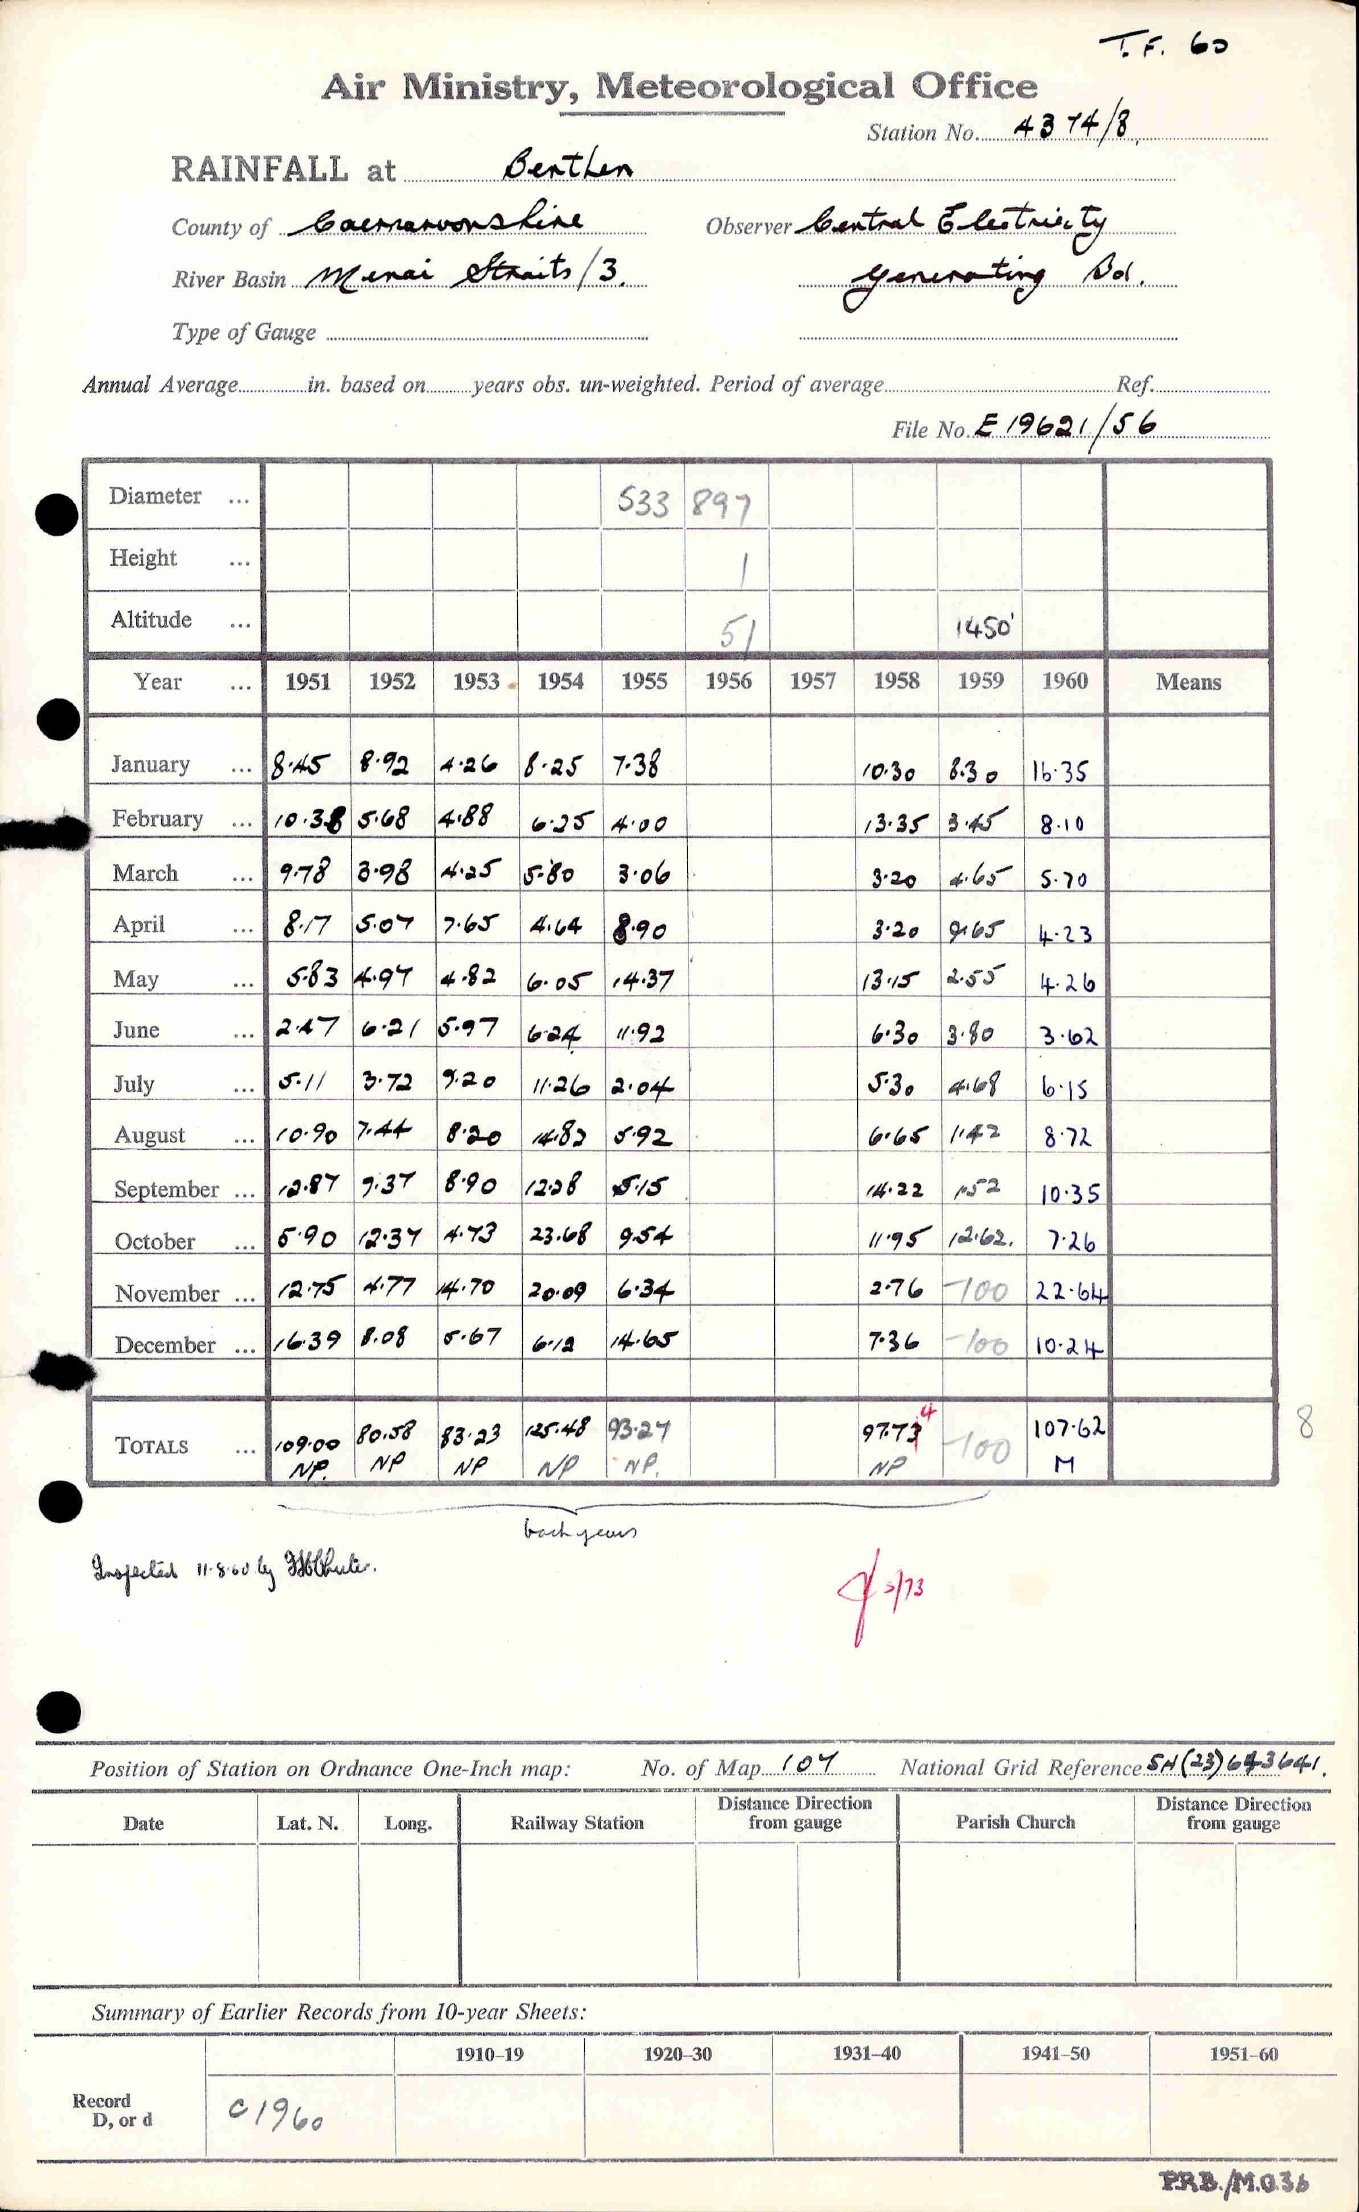 T.F. 60
Air Ministry, Meteorological Office
Station No. 4374/8
RAINFALL at Berthen
County of Caernarvonshire Observer Central Electricity
River Basin Menai Straits/3. Generating Bd.
Type of Gauge
Annual Average in. based on years obs. un-weighted. Period of average Ref.
File No. E 19621/56
Diameter ... 533 897
Height ... 1
Altitude ... 51 1450'
Year ... 1951 1952 1953 1954 1955 1956 1957 1958 1959 1960 Means
January ... 8.45 8.92 4.26 8.25 7.38 10.30 8.30 16.35
February ... 10.38 5.68 4.88 6.25 4.00 13.35 3.45 8.10
March ... 9.78 3.98 4.25 5.80 3.06 3.20 4.65 5.70
April ... 8.17 5.07 7.65 4.64 8.90 3.20 9.65 4.23
May ... 5.83 4.97 4.82 6.05 14.37 13.15 2.55 4.26
June ... 2.47 6.21 5.97 6.24 11.92 6.30 3.80 3.62
July ... 5.11 3.72 9.20 11.26 2.04 5.30 4.68 6.15
August ... 10.90 7.44 8.20 14.82 5.92 6.65 1.42 8.72
September ... 12.87 9.37 8.90 12.28 5.15 14.22 1.52 10.35
October ... 5.90 12.37 4.73 23.68 9.54 11.95 12.62. 7.26
November ... 12.75 4.77 14.70 20.09 6.34 2.76 -100 22.64
December ... 16.39 8.08 5.67 6.12 14.65 7.36 -100 10.24
TOTALS ... 109.00 80.58 83.23 125.48 93.27 97.73 4 -100 107.62 8
NP. NP NP NP NP. NP M
back years
Inspected 11.8.60 by
5/73
Position of Station on Ordnance One-Inch map: No. of Map 107 National Grid Reference SH(23)643641.
Date Lat. N. Long. Railway Station Distance Direction from gauge Parish Church Distance Direction from gauge
Summary of Earlier Records from 10-year Sheets:
1910–19 1920–30 1931–40 1941–50 1951–60
Record
D, or d C1960
P.R.B./M.O.36